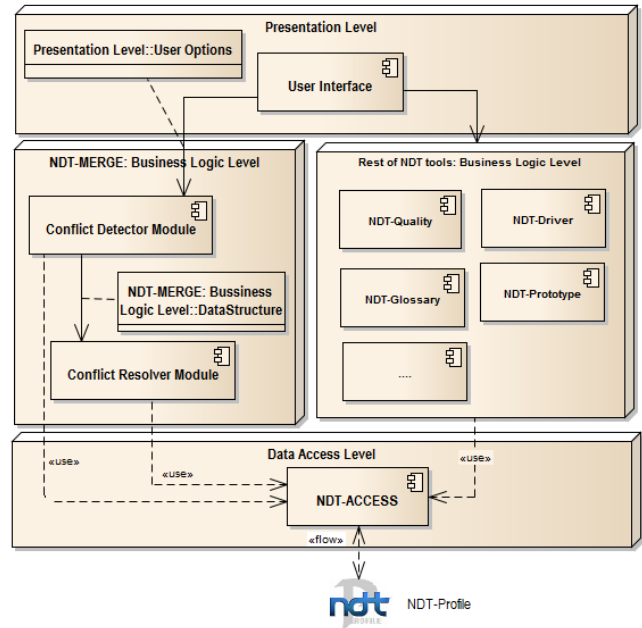 Presentation Level
Presentation Level::User Options
User Interface
NDT-MERGE: Business Logic Level
Conflict Detector Module
NDT-MERGE: Bussiness
Logic Level::DataStructure
Conflict Resolver Module
Rest of NDT tools: Business Logic Level
NDT-Quality
NDT-Driver
NDT-Glossary
NDT-Prototype
....
«use»
«use»
«use»
Data Access Level
NDT-ACCESS
«flow»
ndt
PROFILE
NDT-Profile